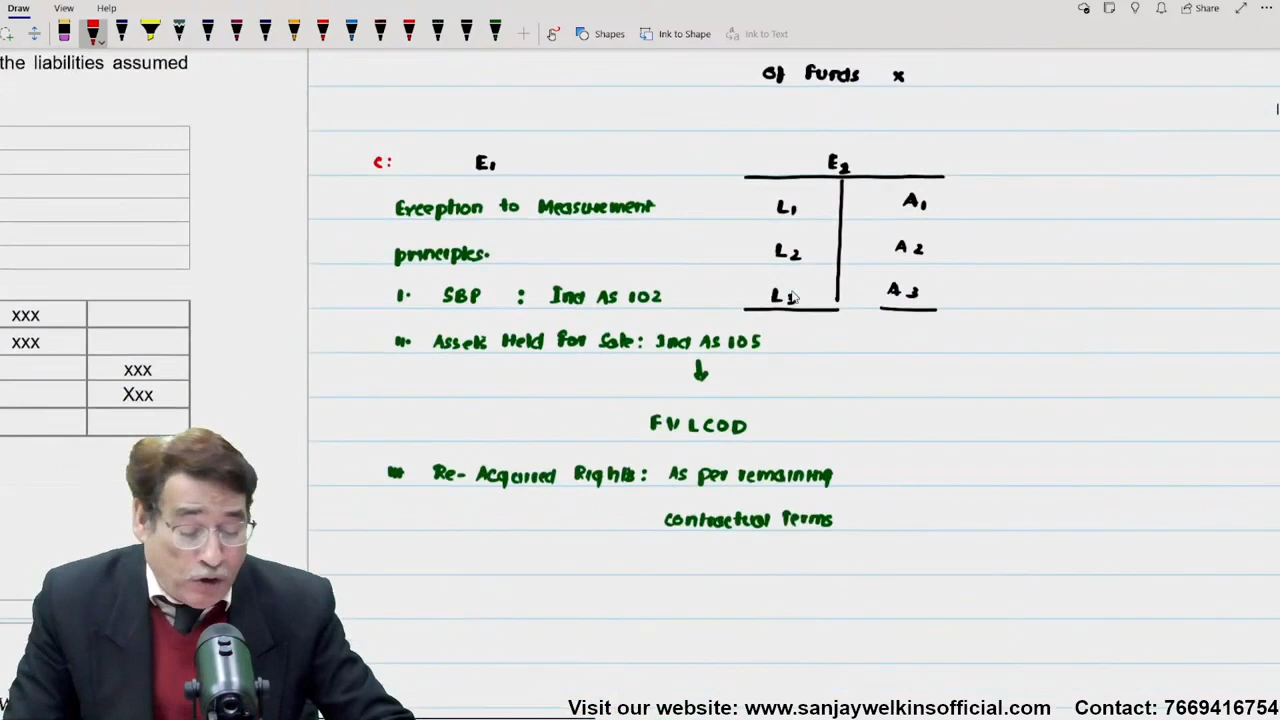 Draw View Help
Share
Shapes Ink to Shape Ink to Text
the liabilities assumed
of Funds x
C: E1 E2
Exception to Measurement L1 A1
principles. L2 A2
i. SBP : Ind AS 102 L3 A3
ii. Assets Held for Sale: Ind AS 105
xxx
xxx
xxx
Xxx
FVLCOD
iii Re-Acquired Rights: As per remaining
contractual Terms
Visit our website: www.sanjaywelkinsofficial.com Contact: 7669416754